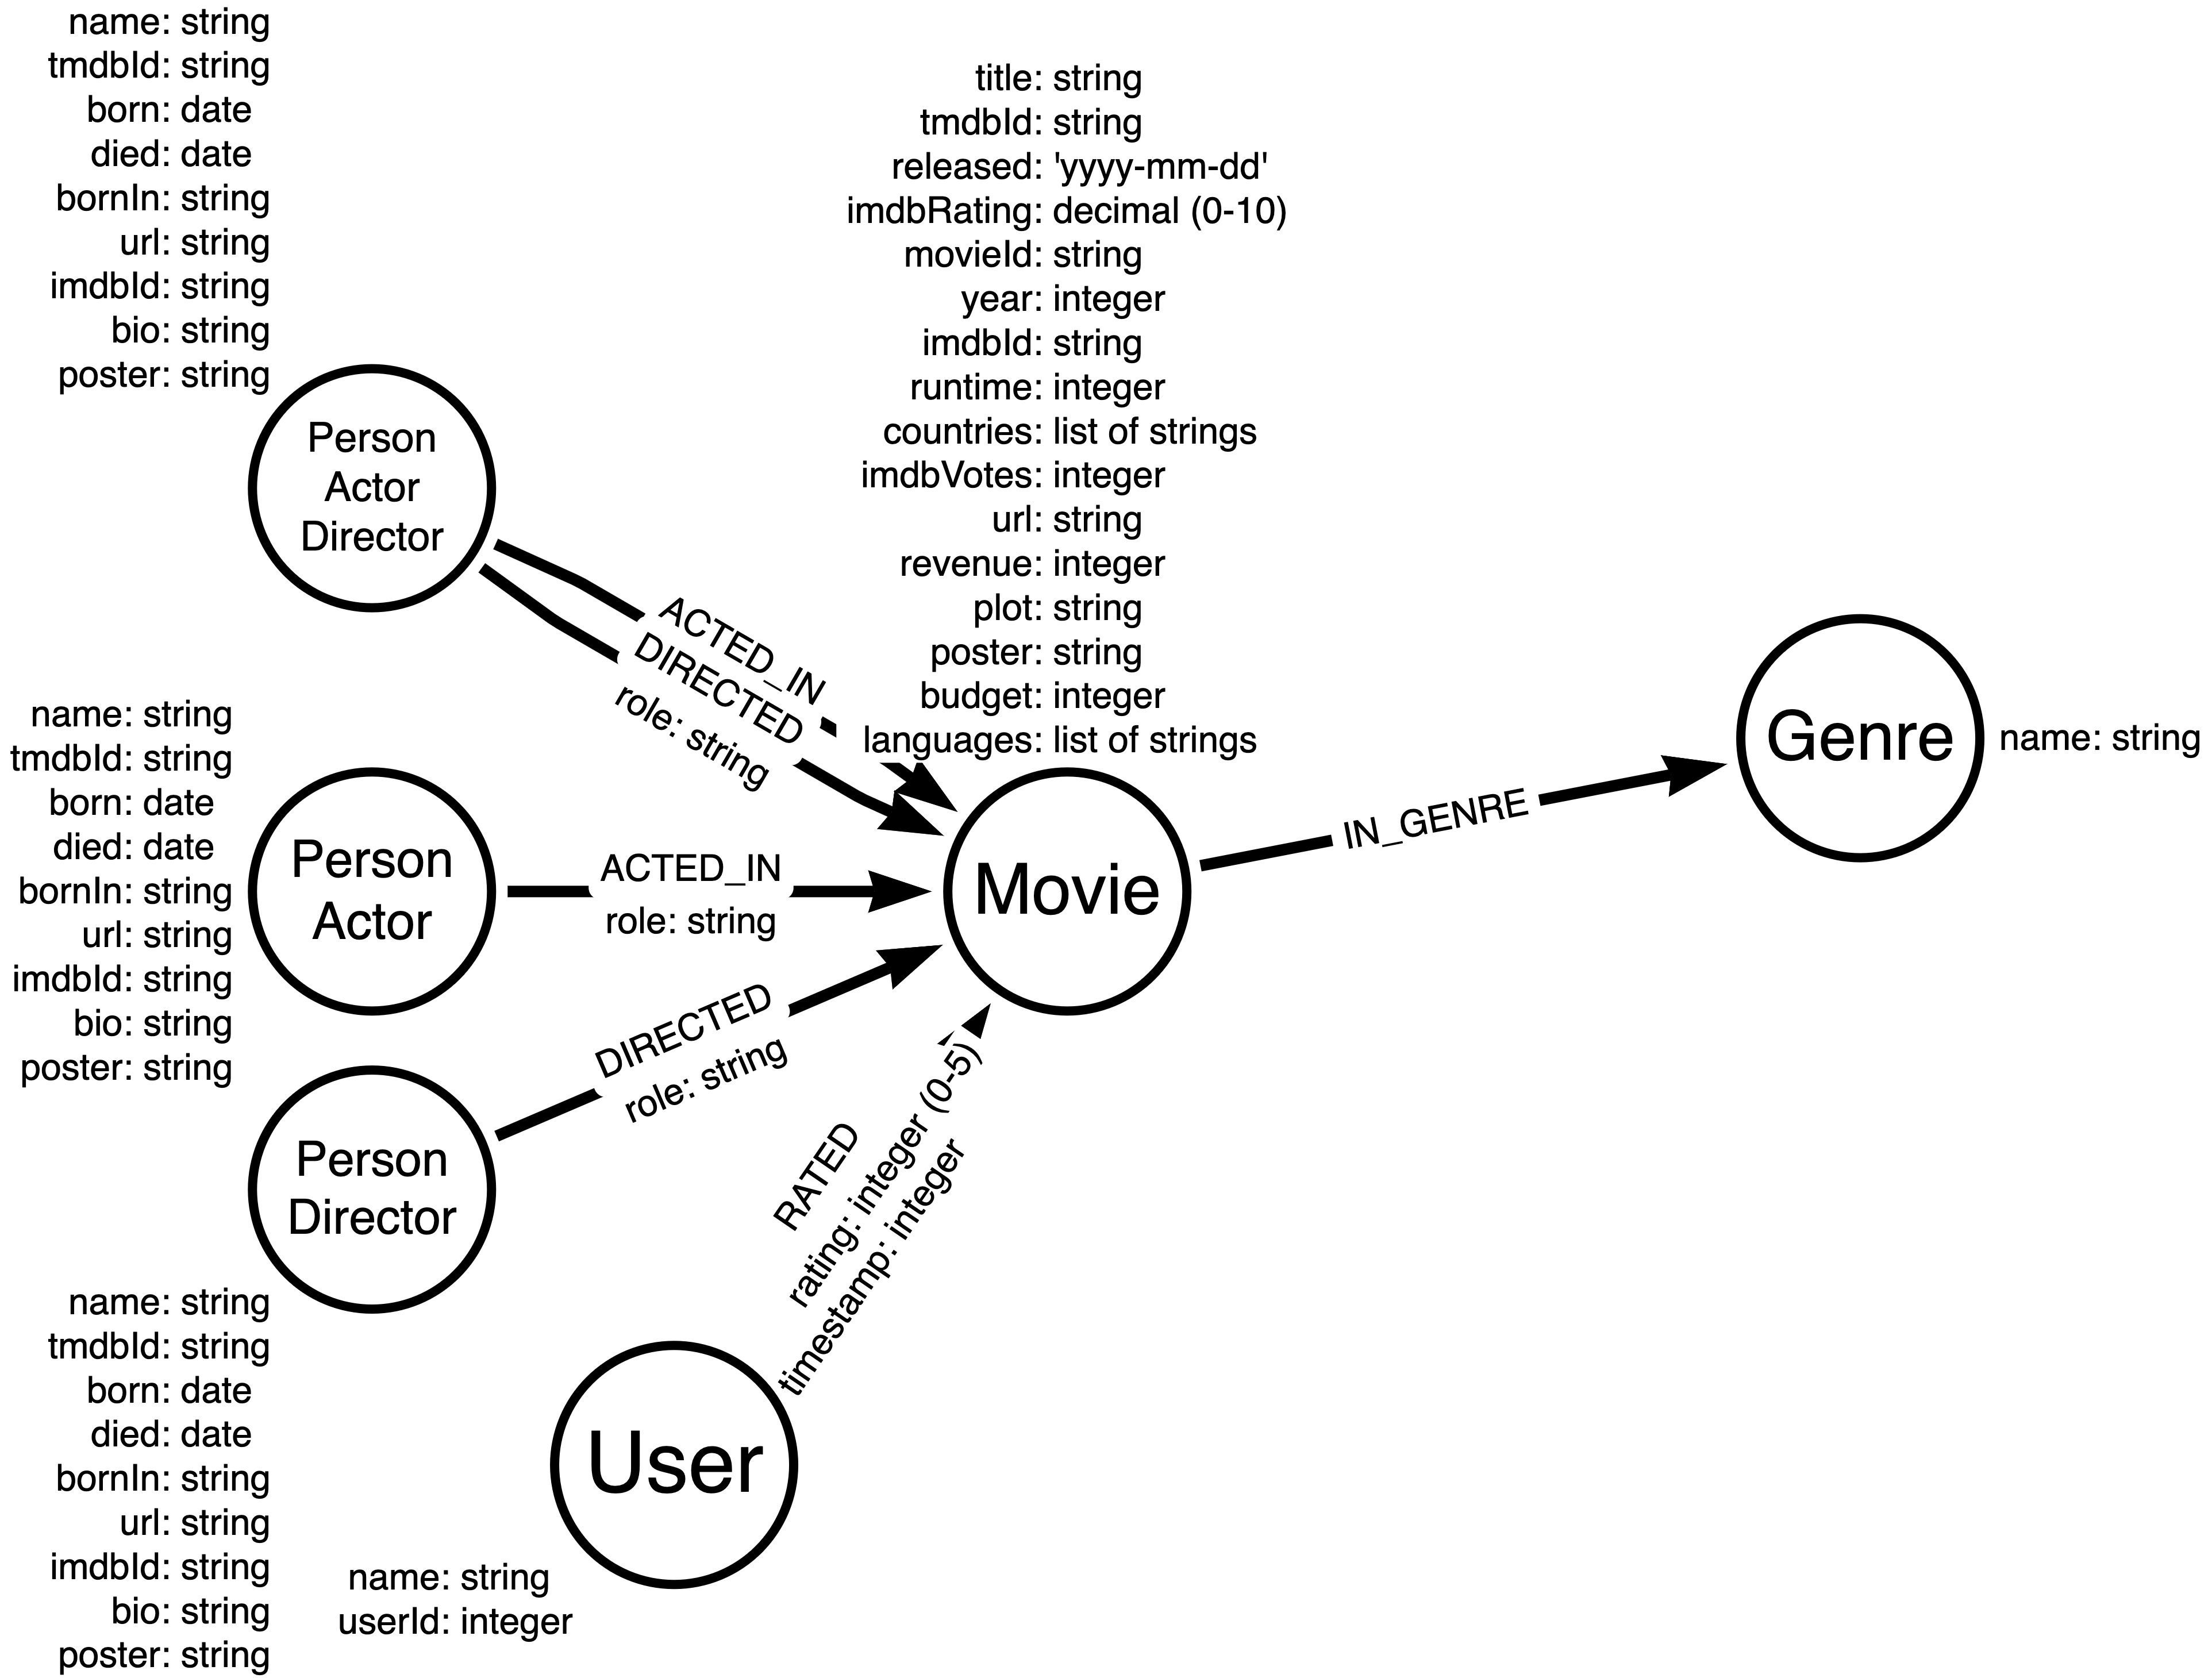 name: string
tmdbId: string
born: date
died: date
bornIn: string
url: string
imdbId: string
bio: string
poster: string
Person
Actor
Director
title: string
tmdbId: string
released: 'yyyy-mm-dd'
imdbRating: decimal (0-10)
movieId: string
year: integer
imdbId: string
runtime: integer
countries: list of strings
imdbVotes: integer
url: string
revenue: integer
plot: string
poster: string
budget: integer
languages: list of strings
ACTED_IN
DIRECTED
role: string
name: string
tmdbId: string
born: date
died: date
bornIn: string
url: string
imdbId: string
bio: string
poster: string
Person
Actor
ACTED_IN
role: string
Movie
IN_GENRE
Genre
name: string
DIRECTED
role: string
Person
Director
name: string
tmdbId: string
born: date
died: date
bornIn: string
url: string
imdbId: string
bio: string
poster: string
RATED
rating: integer (0-5)
timestamp: integer
User
name: string
userId: integer